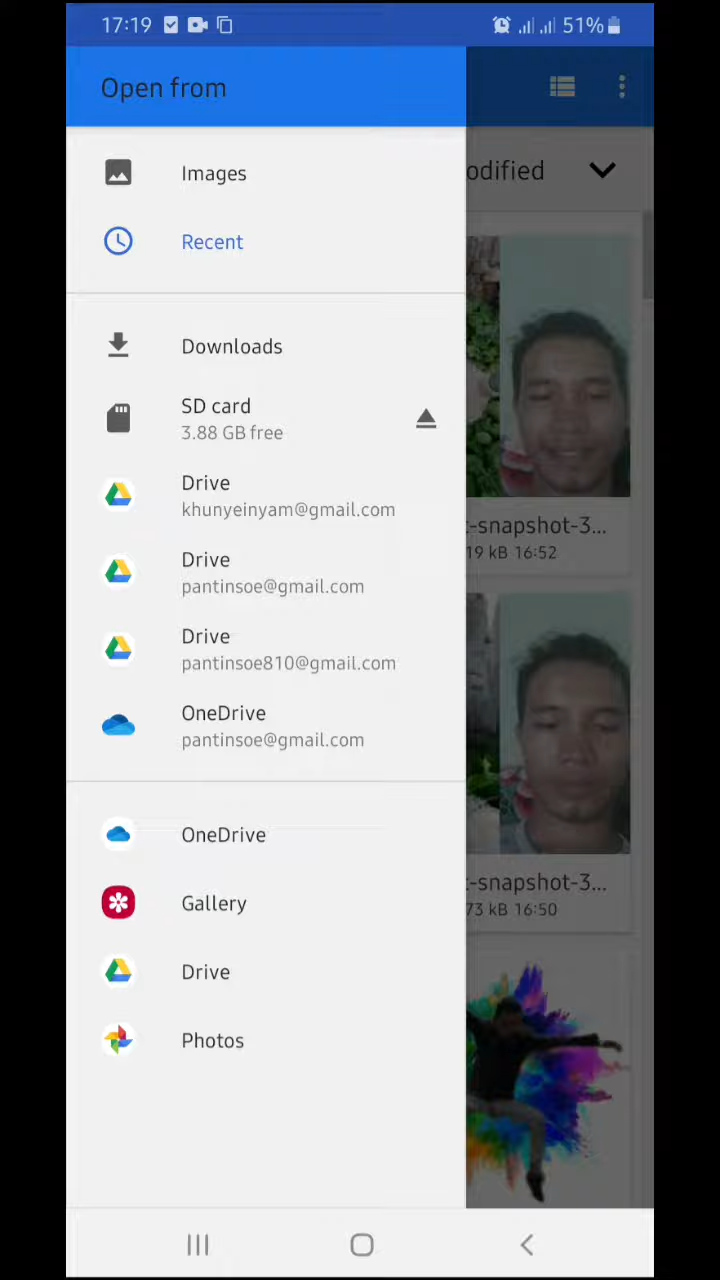 17:19
51%
Open from
odified
Images
Recent
Downloads
SD card
3.88 GB free
Drive
khunyeinyam@gmail.com
Drive
pantinsoe@gmail.com
Drive
pantinsoe810@gmail.com
OneDrive
pantinsoe@gmail.com
OneDrive
Gallery
Drive
Photos
t-snapshot-3...
19 kB 16:52
t-snapshot-3...
73 kB 16:50